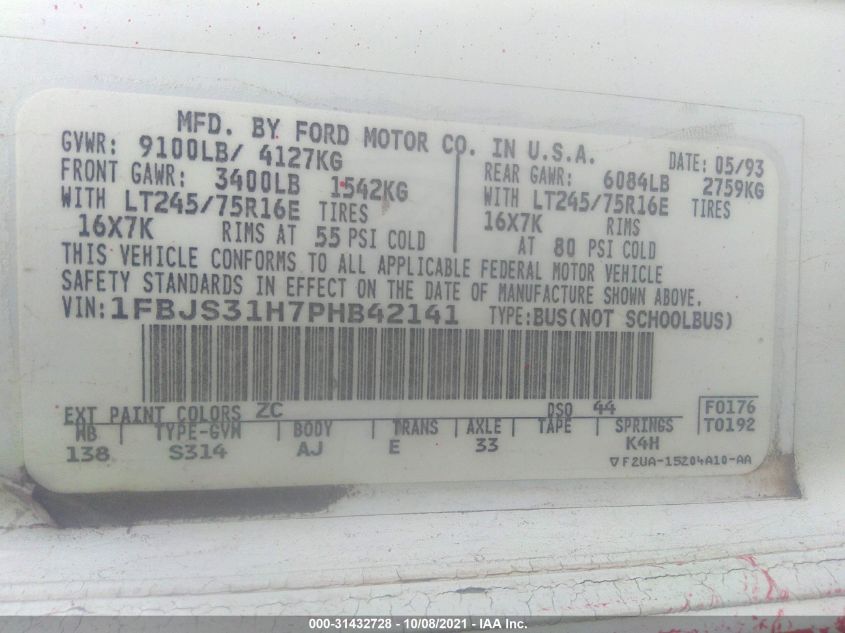 MFD. BY FORD MOTOR CO. IN U.S.A.
GVWR: 9100LB/ 4127KG DATE: 05/93
FRONT GAWR: 3400LB 1542KG REAR GAWR: 6084LB 2759KG
WITH LT245/75R16E TIRES WITH LT245/75R16E TIRES
16X7K RIMS AT 55 PSI COLD 16X7K RIMS AT 80 PSI COLD
THIS VEHICLE CONFORMS TO ALL APPLICABLE FEDERAL MOTOR VEHICLE
SAFETY STANDARDS IN EFFECT ON THE DATE OF MANUFACTURE SHOWN ABOVE.
VIN: 1FBJS31H7PHB42141 TYPE: BUS(NOT SCHOOLBUS)
EXT PAINT COLORS ZC DSO 44 F0176
WB TYPE-GVW BODY TRANS AXLE TAPE SPRINGS T0192
138 S314 AJ E 33 K4H
F2UA-15204A10-AA
000-31432728 - 10/08/2021 - IAA Inc.